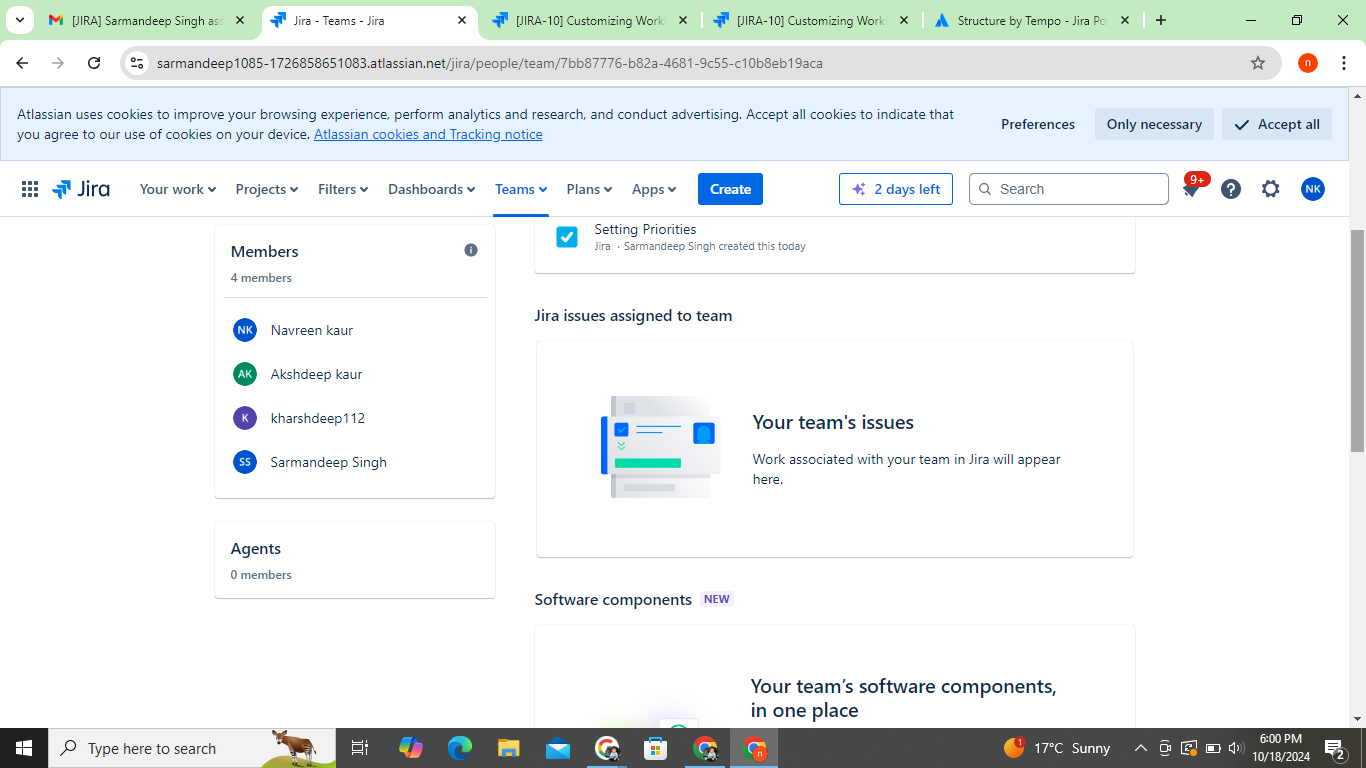 [JIRA] Sarmandeep Singh ass
Jira - Teams - Jira
[JIRA-10] Customizing Work
[JIRA-10] Customizing Work
Structure by Tempo - Jira Po
sarmandeep1085-1726858651083.atlassian.net/jira/people/team/7bb87776-b82a-4681-9c55-c10b8eb19aca
n
Atlassian uses cookies to improve your browsing experience, perform analytics and research, and conduct advertising. Accept all cookies to indicate that
you agree to our use of cookies on your device. Atlassian cookies and Tracking notice
Preferences
Only necessary
Accept all
Jira
Your work
Projects
Filters
Dashboards
Teams
Plans
Apps
Create
2 days left
Search
9+
NK
Members
4 members
NK Navreen kaur
AK Akshdeep kaur
K kharshdeep112
SS Sarmandeep Singh
Agents
0 members
Setting Priorities
Jira · Sarmandeep Singh created this today
Jira issues assigned to team
Your team's issues
Work associated with your team in Jira will appear
here.
Software components NEW
Your team’s software components,
in one place
Type here to search
n
1
17°C Sunny
6:00 PM
10/18/2024
2